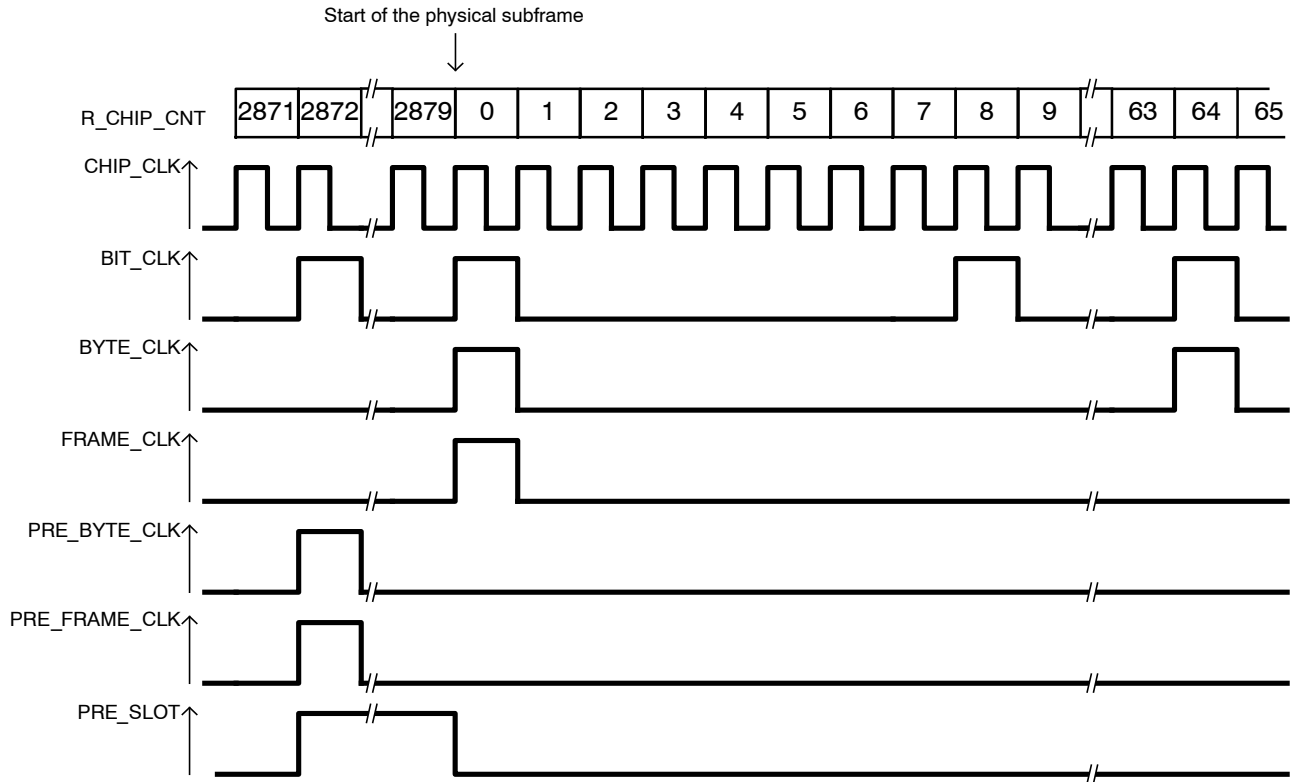 Start of the physical subframe
R_CHIP_CNT 2871 2872 2879 0 1 2 3 4 5 6 7 8 9 63 64 65
CHIP_CLK
BIT_CLK
BYTE_CLK
FRAME_CLK
PRE_BYTE_CLK
PRE_FRAME_CLK
PRE_SLOT